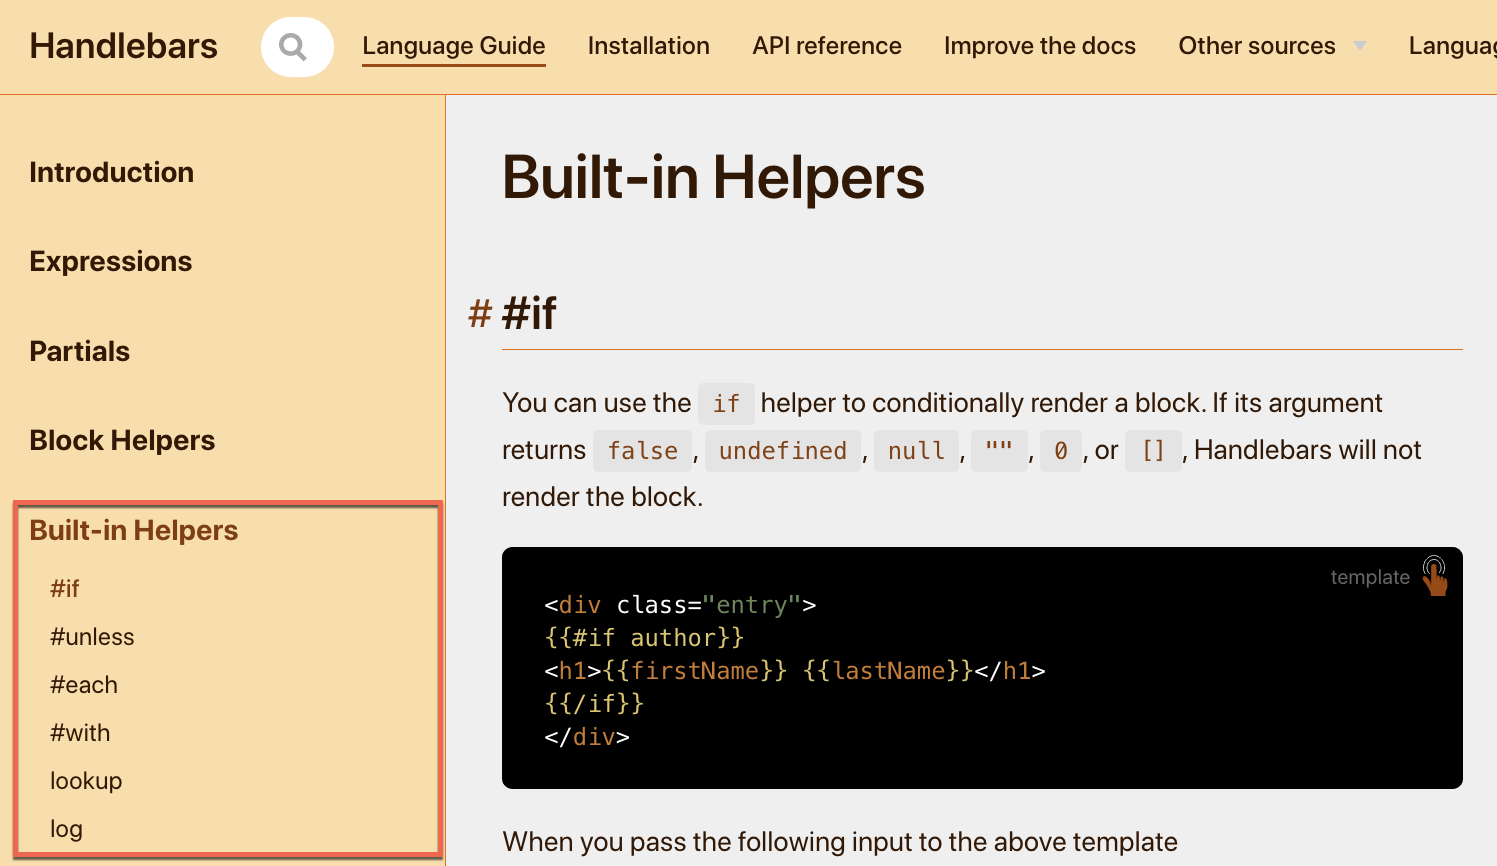 Handlebars
Language Guide
Installation
API reference
Improve the docs
Other sources
Introduction
Expressions
Partials
Block Helpers
Built-in Helpers
#if
#unless
#each
#with
lookup
log
Built-in Helpers
# #if
You can use the if helper to conditionally render a block. If its argument
returns false, undefined, null, "", 0, or [], Handlebars will not
render the block.
template
<div class="entry">
{{#if author}}
<h1>{{firstName}} {{lastName}}</h1>
{{/if}}
</div>
When you pass the following input to the above template